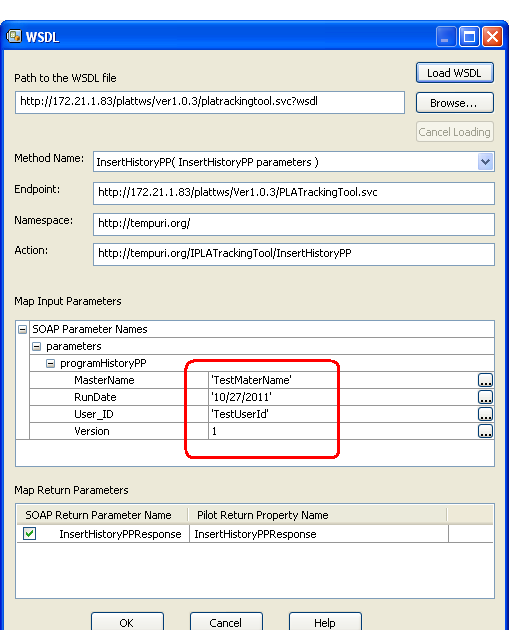 WSDL
Path to the WSDL file
Load WSDL
http://172.21.1.83/plattws/ver1.0.3/platrackingtool.svc?wsdl
Browse...
Cancel Loading
Method Name:
InsertHistoryPP( InsertHistoryPP parameters )
Endpoint:
http://172.21.1.83/plattws/Ver1.0.3/PLATrackingTool.svc
Namespace:
http://tempuri.org/
Action:
http://tempuri.org/IPLATrackingTool/InsertHistoryPP
Map Input Parameters
SOAP Parameter Names
parameters
programHistoryPP
MasterName 'TestMaterName' ...
RunDate '10/27/2011' ...
User_ID 'TestUserId' ...
Version 1 ...
Map Return Parameters
SOAP Return Parameter Name Pilot Return Property Name
InsertHistoryPPResponse InsertHistoryPPResponse
OK Cancel Help